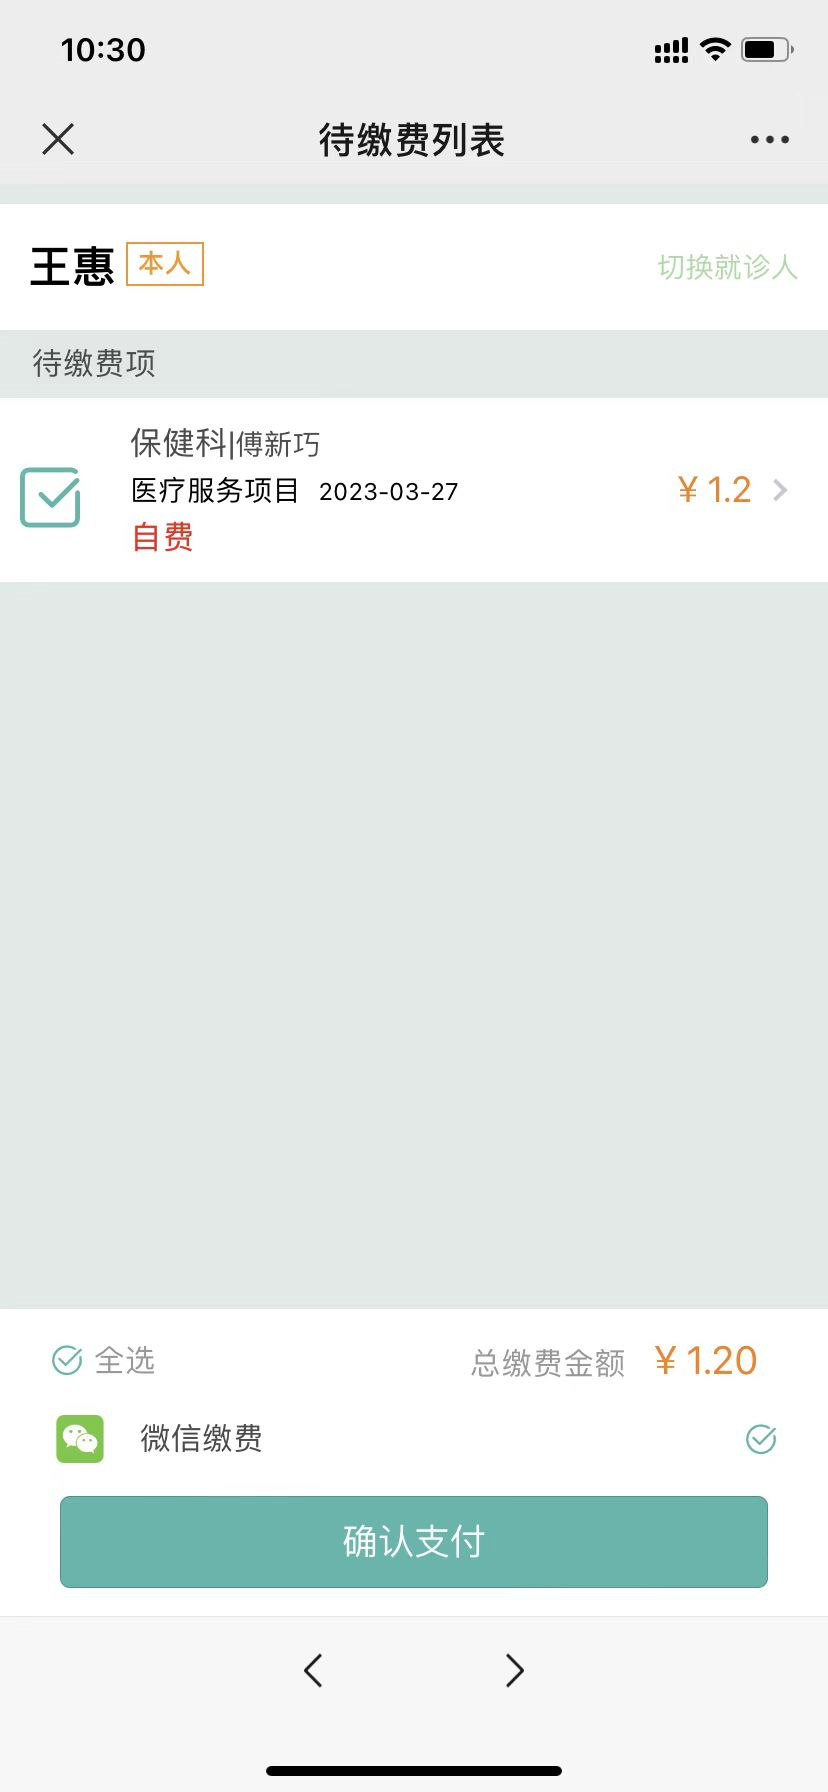 10:30
待缴费列表
王惠 本人 切换就诊人
待缴费项
保健科|傅新巧
医疗服务项目 2023-03-27 ¥ 1.2
自费
全选 总缴费金额 ¥ 1.20
微信缴费
确认支付